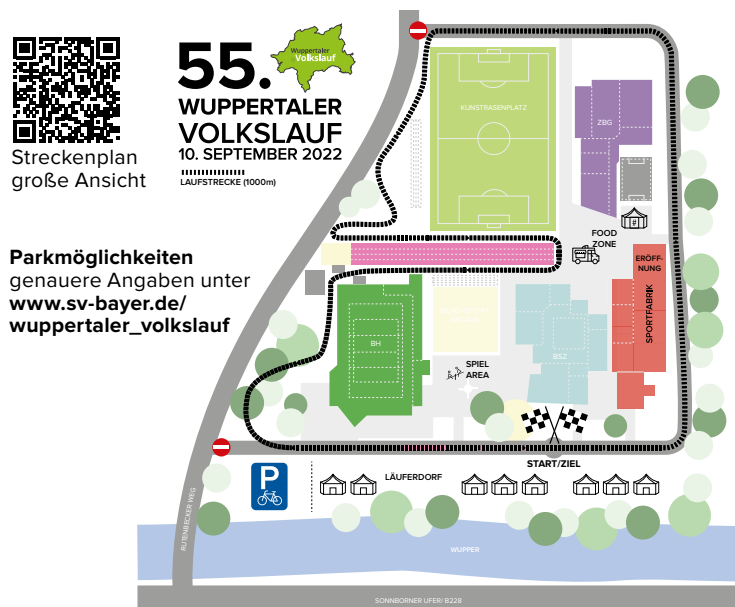 55.
WUPPERTALER
VOLKSLAUF
10. SEPTEMBER 2022
LAUFSTRECKE (1000m)
Wuppertaler
Volkslauf
Streckenplan
große Ansicht
Parkmöglichkeiten
genauere Angaben unter
www.sv-bayer.de/
wuppertaler_volkslauf
KUNSTRASENPLATZ
ZBG
FOOD
ZONE
#
ERÖFF-
NUNG
SPORTFABRIK
BH
BSZ
SPIEL
AREA
START/ZIEL
P
LÄUFERDORF
RUTENBECKER WEG
WUPPER
SONNBORNER UFER/ B228